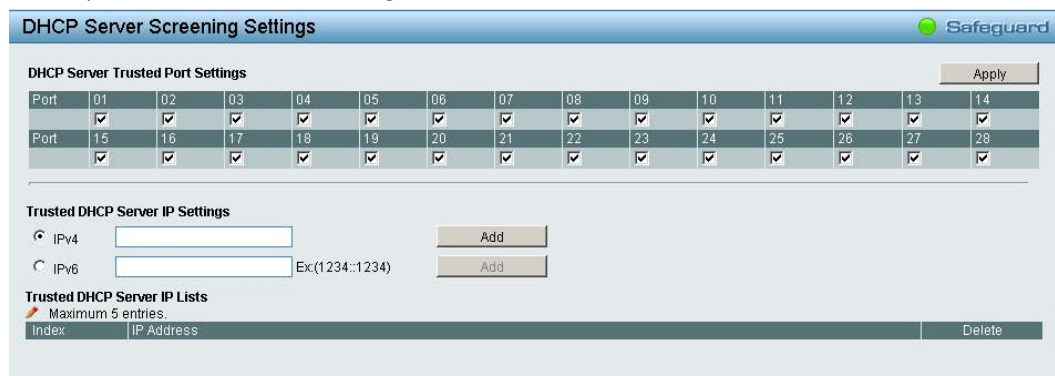 DHCP Server Screening Settings
Safeguard
DHCP Server Trusted Port Settings
Apply
Port 01 02 03 04 05 06 07 08 09 10 11 12 13 14
Port 15 16 17 18 19 20 21 22 23 24 25 26 27 28
Trusted DHCP Server IP Settings
IPv4 Add
IPv6 Ex:(1234::1234) Add
Trusted DHCP Server IP Lists
Maximum 5 entries.
Index IP Address Delete